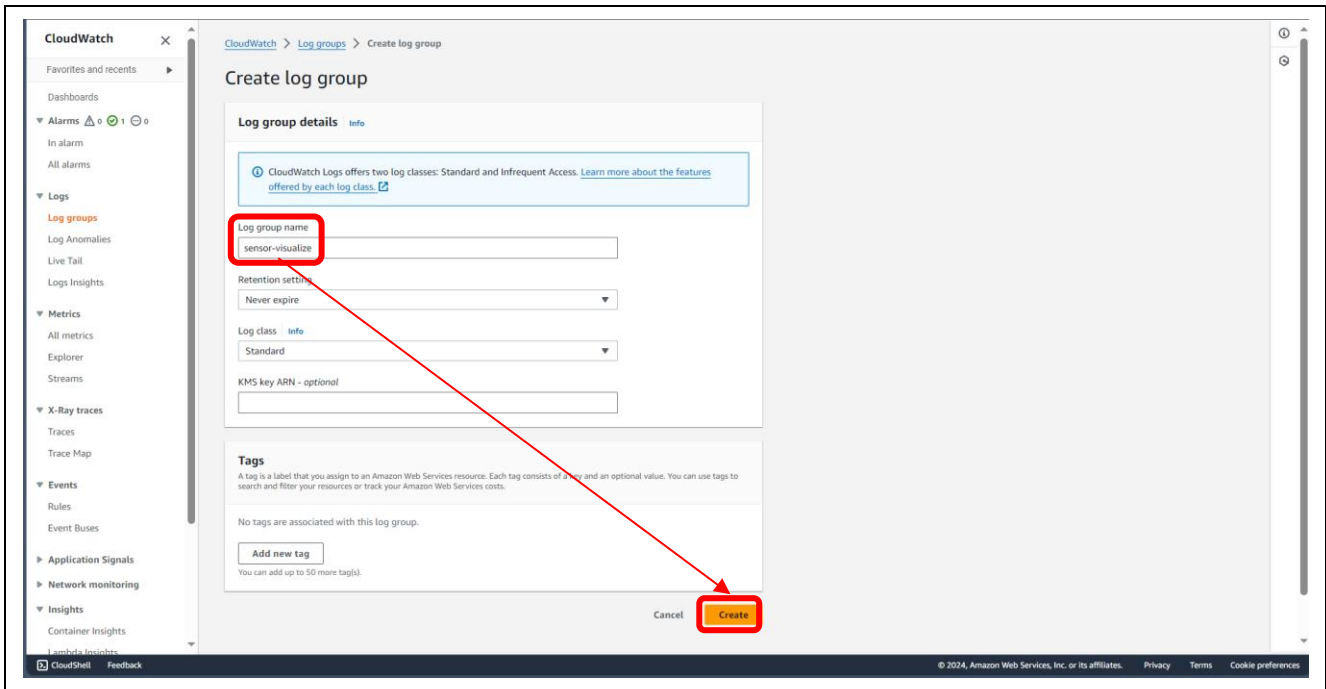 CloudWatch
Favorites and recents
Dashboards
Alarms 0 1 0
In alarm
All alarms
Logs
Log groups
Log Anomalies
Live Tail
Logs Insights
Metrics
All metrics
Explorer
Streams
X-Ray traces
Traces
Trace Map
Events
Rules
Event Buses
Application Signals
Network monitoring
Insights
Container Insights
Lambda Insights
CloudWatch > Log groups > Create log group
Create log group
Log group details Info
CloudWatch Logs offers two log classes: Standard and Infrequent Access. Learn more about the features
offered by each log class.
Log group name
sensor-visualize
Retention setting
Never expire
Log class Info
Standard
KMS key ARN - optional
Tags
A tag is a label that you assign to an Amazon Web Services resource. Each tag consists of a key and an optional value. You can use tags to
search and filter your resources or track your Amazon Web Services costs.
No tags are associated with this log group.
Add new tag
You can add up to 50 more tag(s).
Cancel Create
CloudShell Feedback © 2024, Amazon Web Services, Inc. or its affiliates. Privacy Terms Cookie preferences